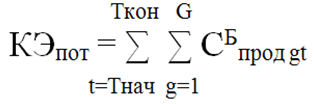 Ткон G
КЭпот = ∑ ∑ СБпрод gt
t=Тнач g=1